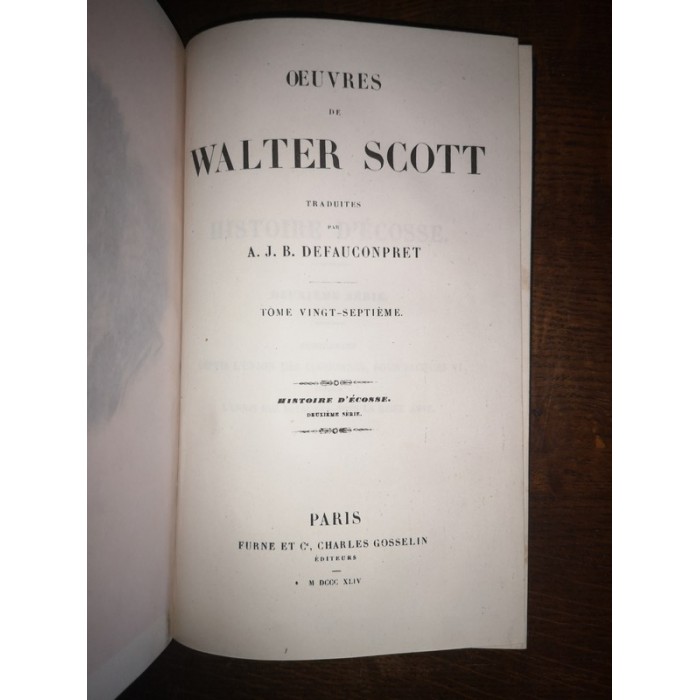 ŒUVRES
DE
WALTER SCOTT
TRADUITES
PAR
A. J. B. DEFAUCONPRET
TOME VINGT-SEPTIÈME.
HISTOIRE D'ÉCOSSE.
DEUXIÈME SÉRIE.
PARIS
FURNE ET Cᵉ, CHARLES GOSSELIN
ÉDITEURS
M DCCC XLIV